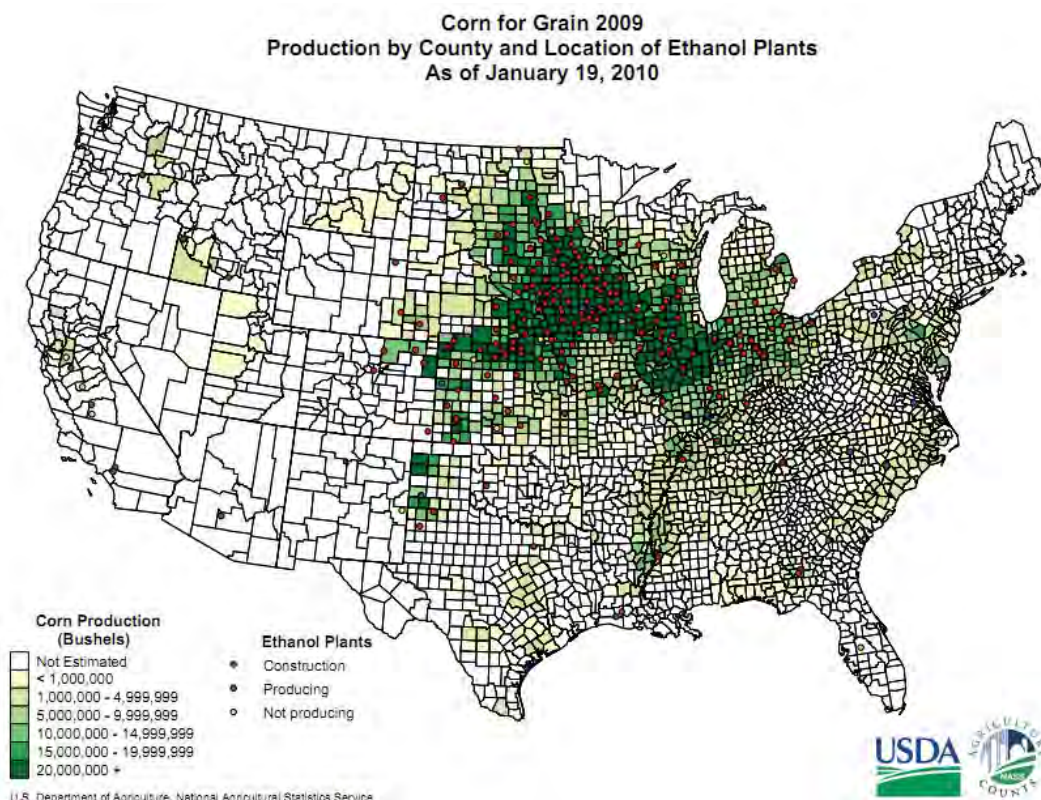 Corn for Grain 2009
Production by County and Location of Ethanol Plants
As of January 19, 2010
Corn Production
(Bushels)
Not Estimated
< 1,000,000
1,000,000 - 4,999,999
5,000,000 - 9,999,999
10,000,000 - 14,999,999
15,000,000 - 19,999,999
20,000,000 +
Ethanol Plants
Construction
Producing
Not producing
USDA
AGRICULTURE
NASS
COUNTS
U.S. Department of Agriculture, National Agricultural Statistics Service